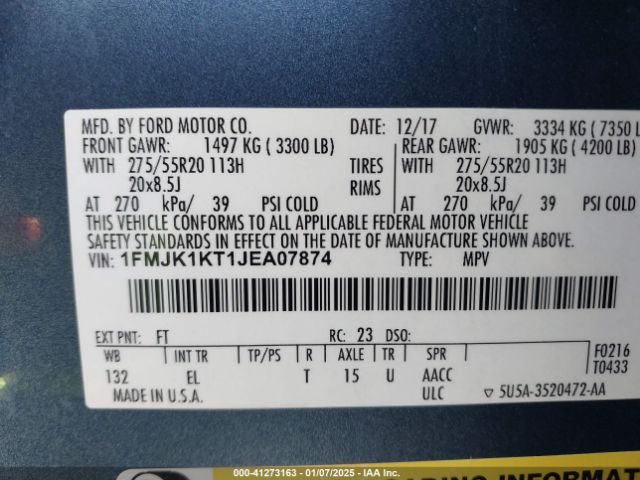 MFD. BY FORD MOTOR CO. DATE: 12/17 GVWR: 3334 KG ( 7350 L
FRONT GAWR: 1497 KG ( 3300 LB) REAR GAWR: 1905 KG ( 4200 LB)
WITH 275/55R20 113H TIRES WITH 275/55R20 113H
20x8.5J RIMS 20x8.5J
AT 270 kPa/ 39 PSI COLD AT 270 kPa/ 39 PSI COLD
THIS VEHICLE CONFORMS TO ALL APPLICABLE FEDERAL MOTOR VEHICLE
SAFETY STANDARDS IN EFFECT ON THE DATE OF MANUFACTURE SHOWN ABOVE.
VIN: 1FMJK1KT1JEA07874 TYPE: MPV
EXT PNT: FT RC: 23 DSO:
WB INT TR TP/PS R AXLE TR SPR F0216
132 EL T 15 U AACC T0433
MADE IN U.S.A. ULC ▽ 5U5A-3520472-AA
INFORMAT
000-41273163 - 01/07/2025 - IAA Inc.